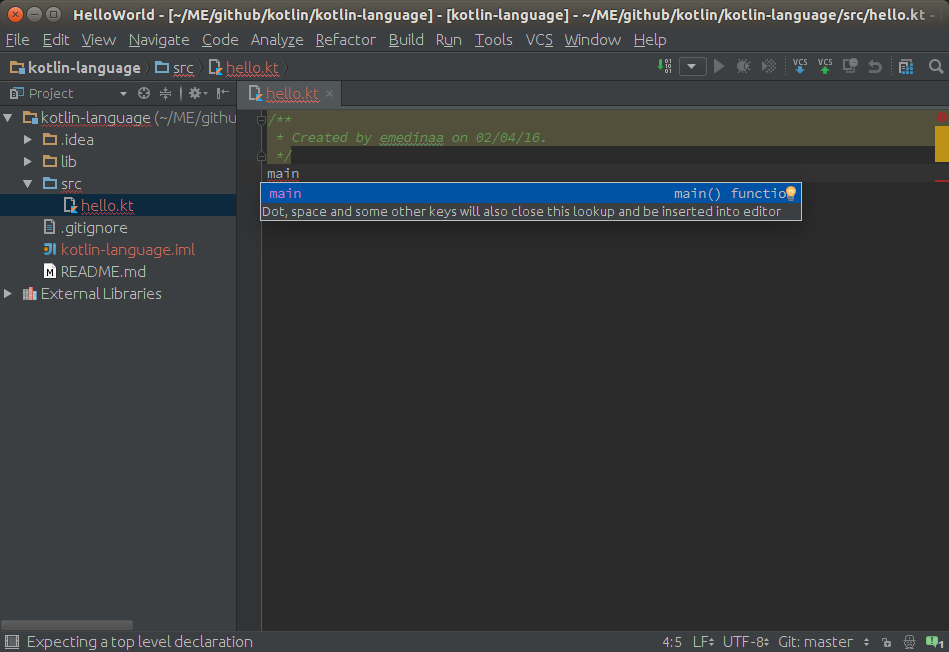 HelloWorld - [~/ME/github/kotlin/kotlin-language] - [kotlin-language] - ~/ME/github/kotlin/kotlin-language/src/hello.kt -
File Edit View Navigate Code Analyze Refactor Build Run Tools VCS Window Help
kotlin-language src hello.kt VCS VCS
Project hello.kt
kotlin-language (~/ME/githu
.idea
lib
src
hello.kt
.gitignore
kotlin-language.iml
README.md
External Libraries
/**
* Created by emedinaa on 02/04/16.
*/
main
main main() functio
Dot, space and some other keys will also close this lookup and be inserted into editor
Expecting a top level declaration 4:5 LF UTF-8 Git: master 1